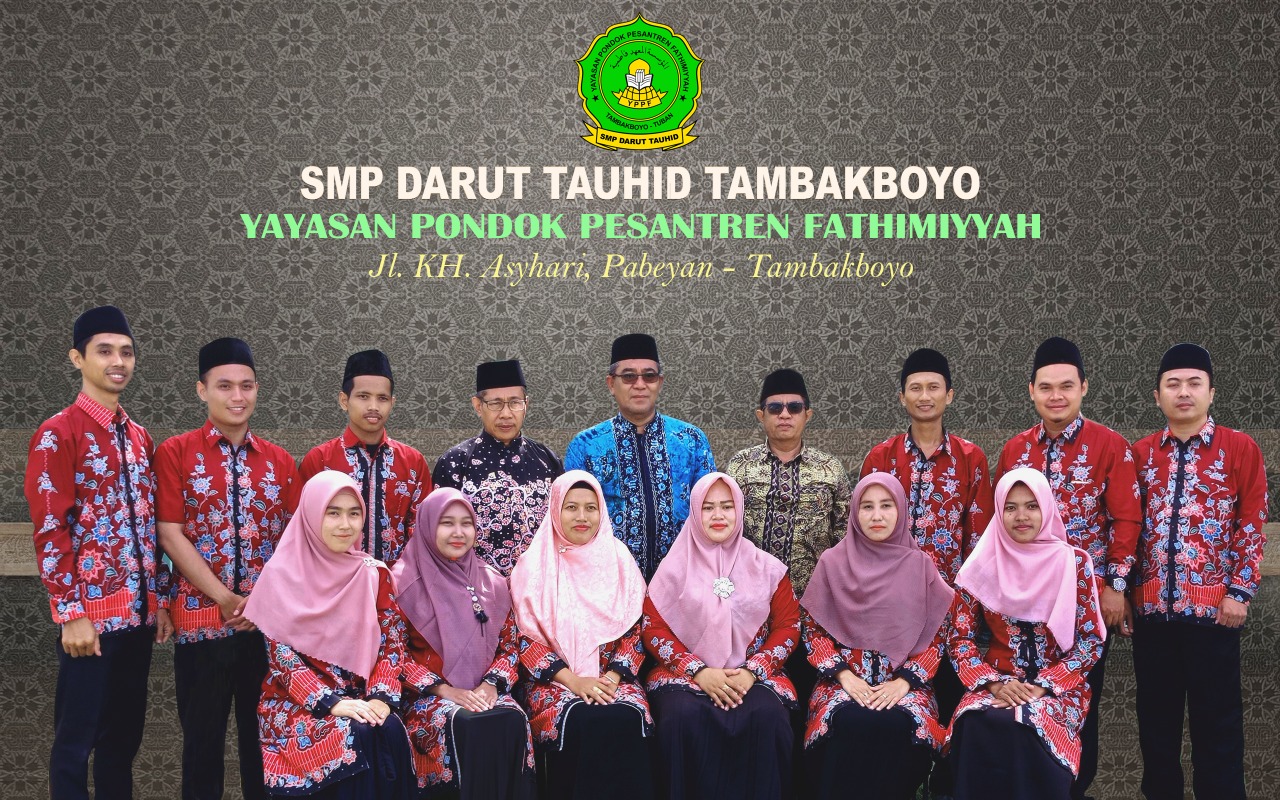 YAYASAN PONDOK PESANTREN FATHIMIYYAH
YPPF
TAMBAKBOYO - TUBAN
SMP DARUT TAUHID
SMP DARUT TAUHID TAMBAKBOYO
YAYASAN PONDOK PESANTREN FATHIMIYYAH
Jl. KH. Asyhari, Pabeyan - Tambakboyo